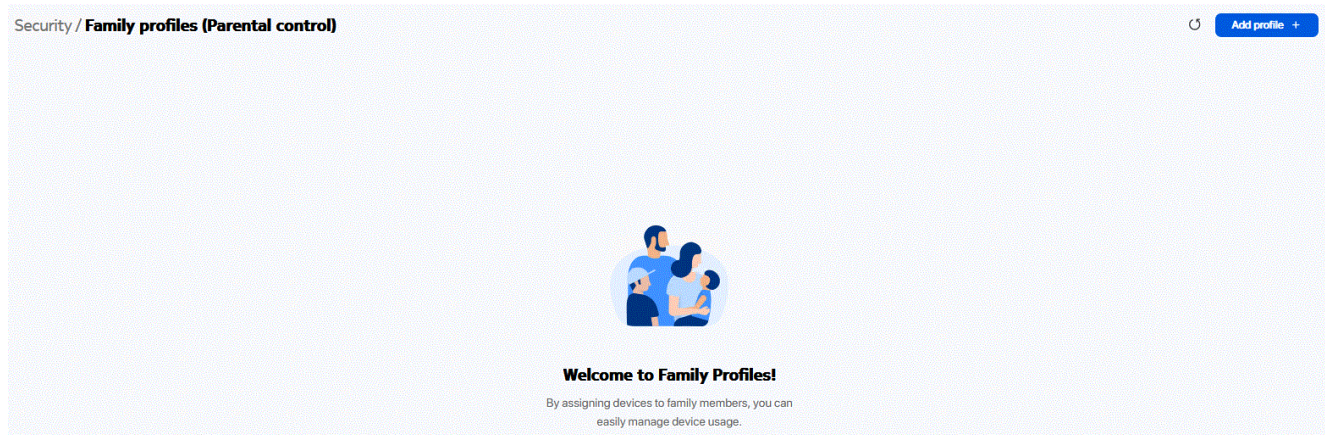 Security / Family profiles (Parental control)
Add profile +
Welcome to Family Profiles!
By assigning devices to family members, you can
easily manage device usage.